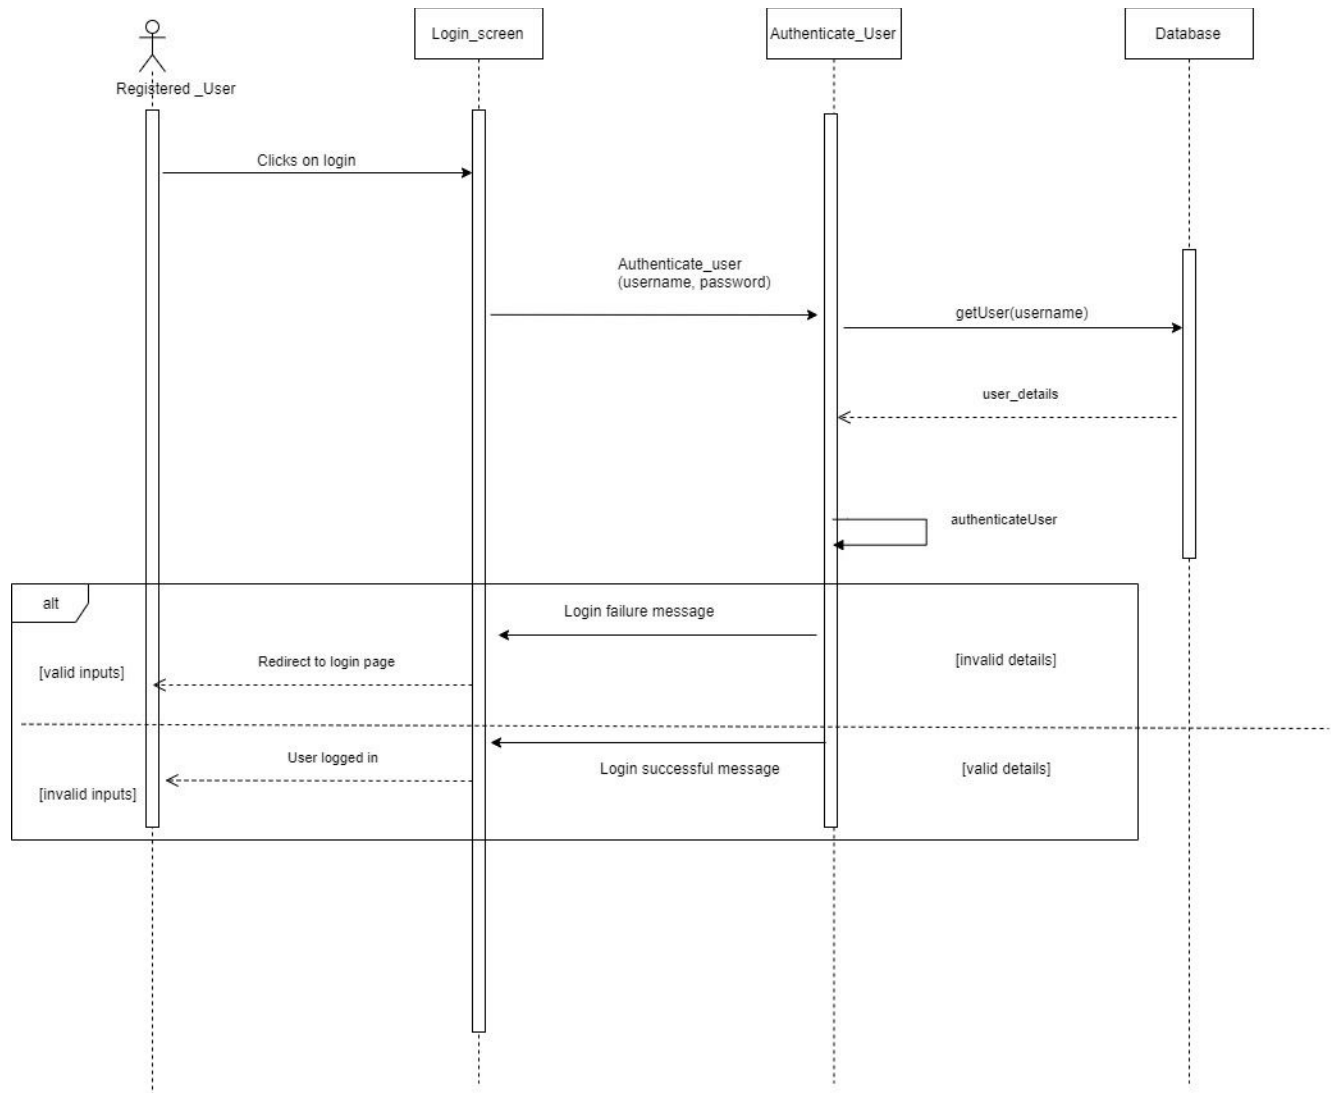 Registered _User
Login_screen
Authenticate_User
Database
Clicks on login
Authenticate_user
(username, password)
getUser(username)
user_details
authenticateUser
alt
Login failure message
[valid inputs]
Redirect to login page
[invalid details]
User logged in
Login successful message
[valid details]
[invalid inputs]